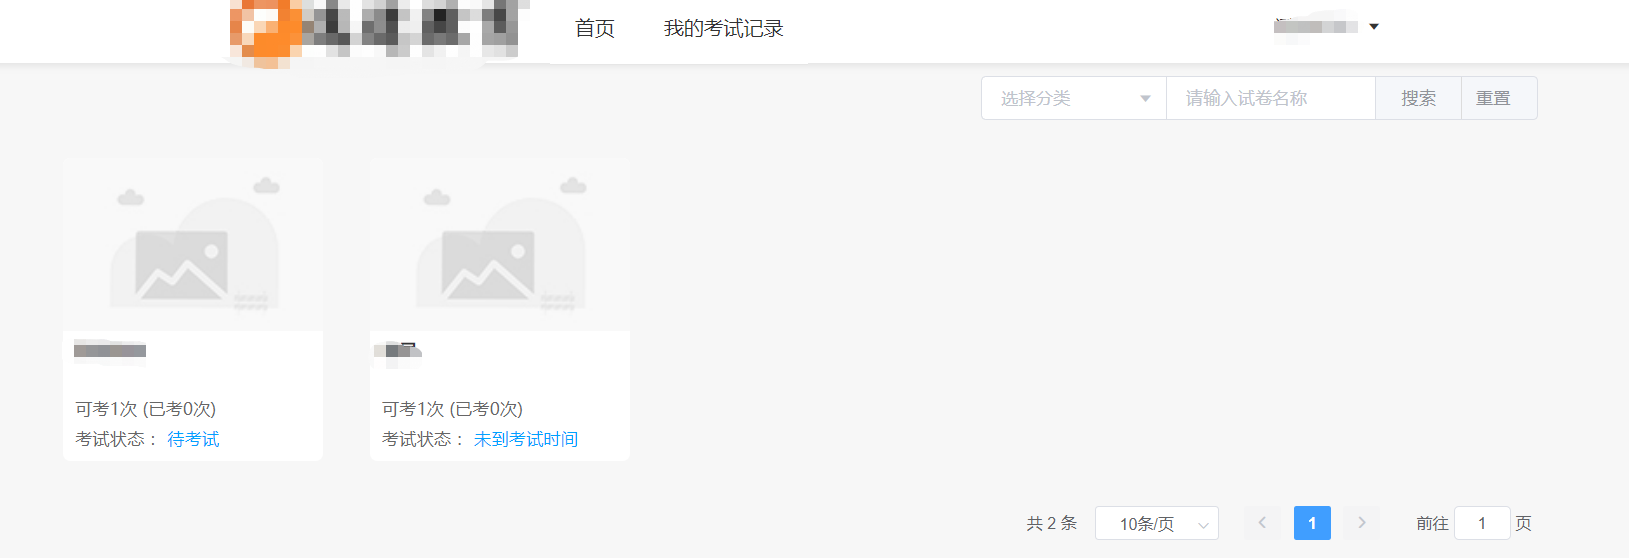 首页 我的考试记录
选择分类 请输入试卷名称 搜索 重置
可考1次 (已考0次)
考试状态： 待考试
可考1次 (已考0次)
考试状态： 未到考试时间
共 2 条 10条/页 1 前往 1 页